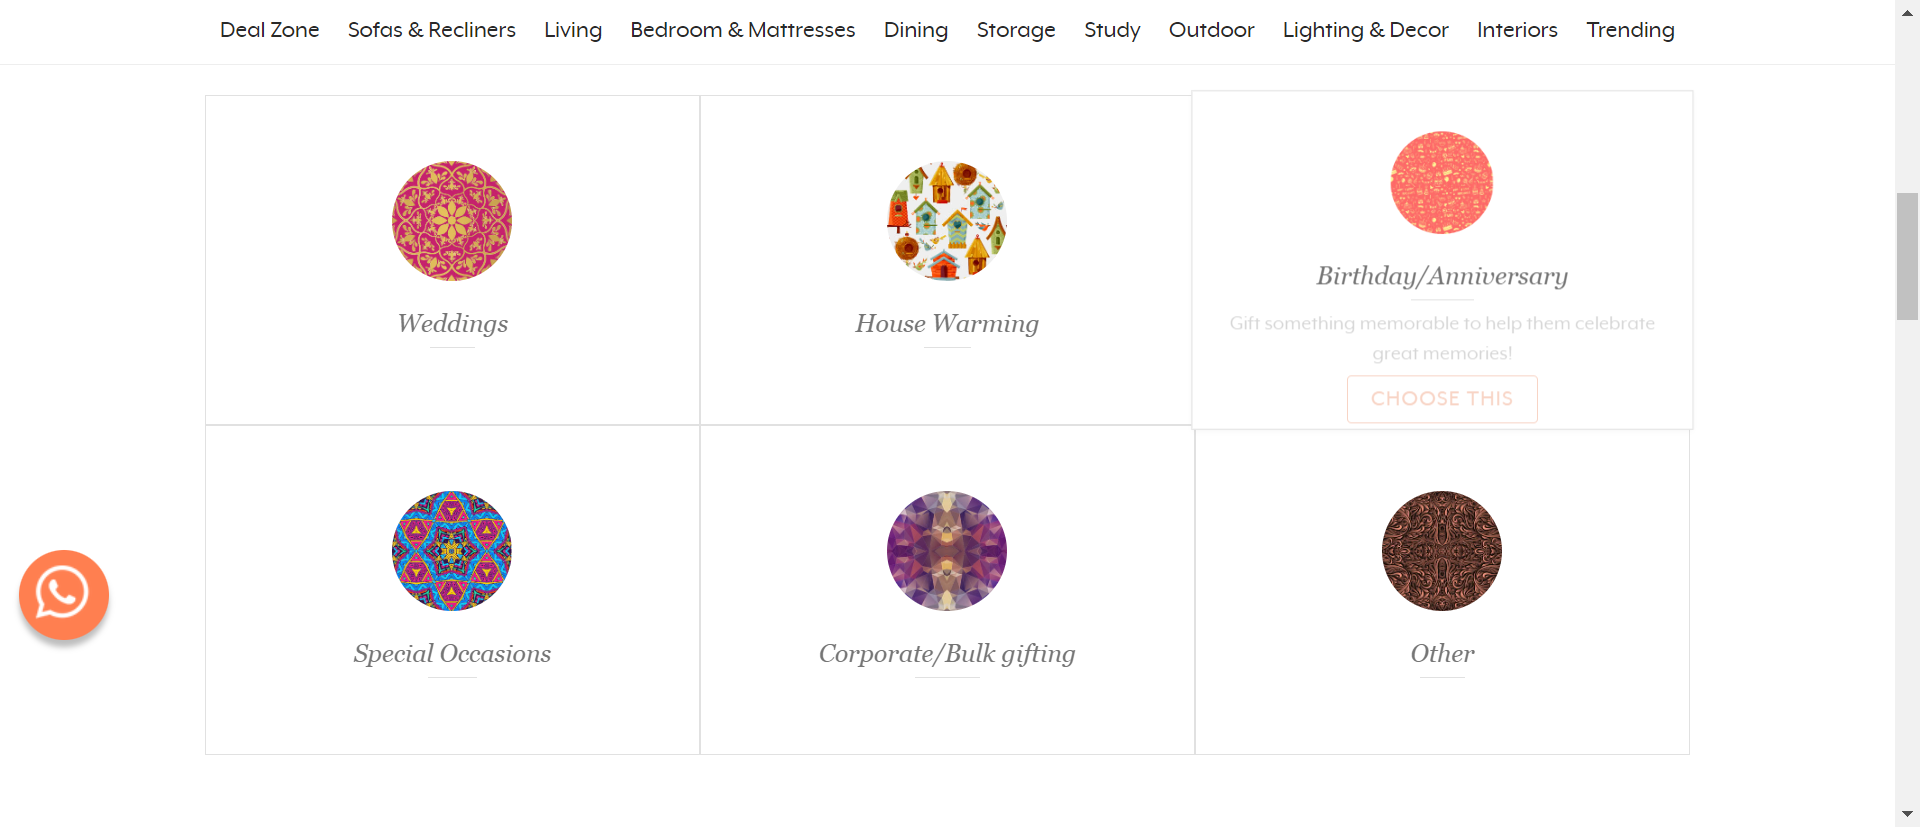 Deal Zone Sofas & Recliners Living Bedroom & Mattresses Dining Storage Study Outdoor Lighting & Decor Interiors Trending
Weddings
House Warming
Birthday/Anniversary
Gift something memorable to help them celebrate
great memories!
CHOOSE THIS
Special Occasions
Corporate/Bulk gifting
Other